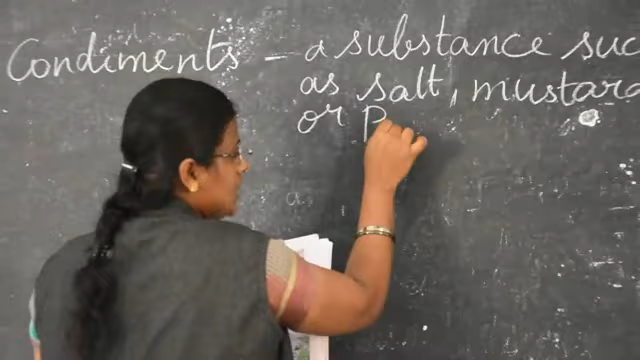 Condiments – a substance suc
as salt, mustard
or P